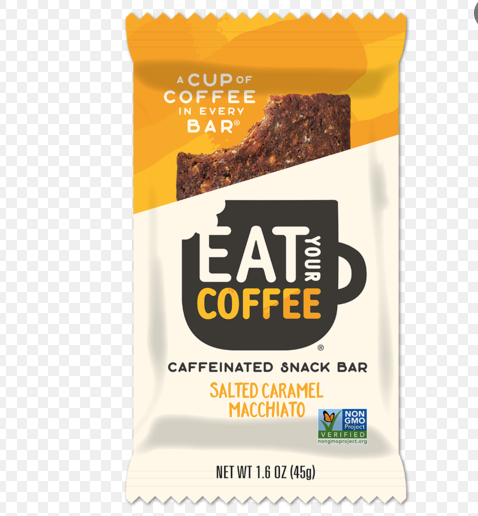 A CUP OF
COFFEE
IN EVERY
BAR®
EAT YOUR
COFFEE
®
CAFFEINATED SNACK BAR
SALTED CARAMEL
MACCHIATO
NON
GMO
Project
VERIFIED
nongmoproject.org
NET WT 1.6 OZ (45g)